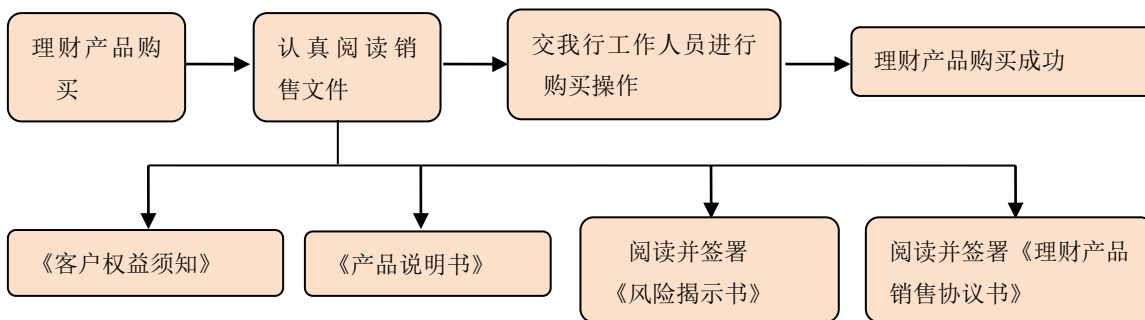 理财产品购
买
认真阅读销
售文件
交我行工作人员进行
购买操作
理财产品购买成功
《客户权益须知》
《产品说明书》
阅读并签署
《风险揭示书》
阅读并签署《理财产品
销售协议书》